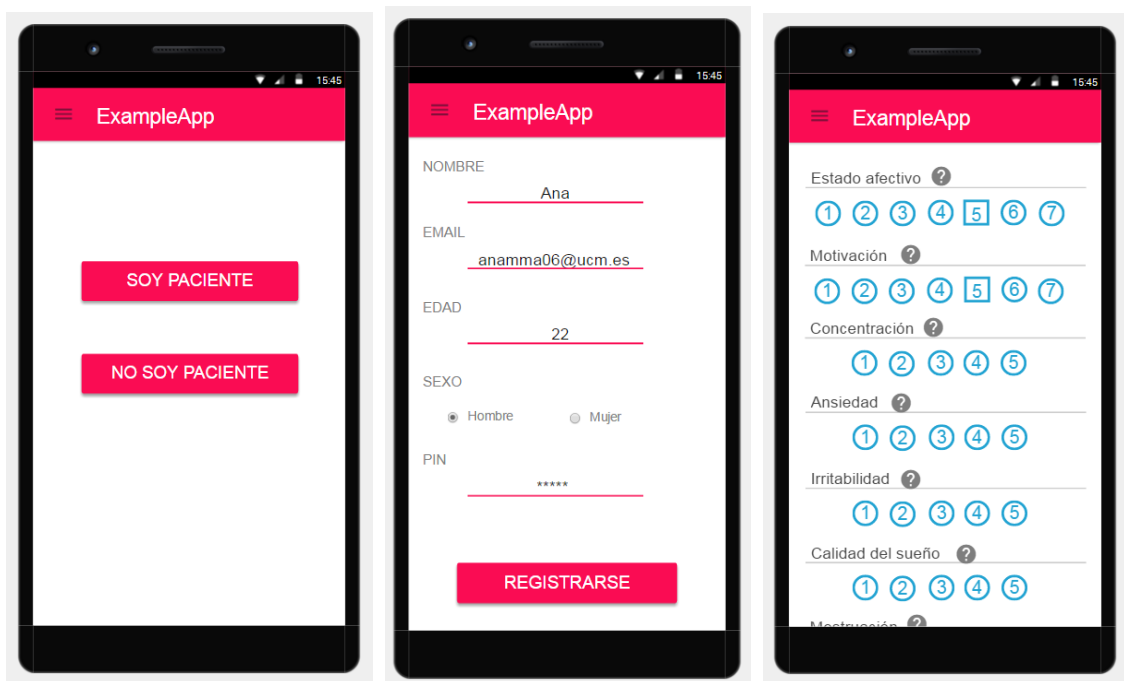 15:45
ExampleApp
SOY PACIENTE
NO SOY PACIENTE
15:45
ExampleApp
NOMBRE
Ana
EMAIL
anamma06@ucm.es
EDAD
22
SEXO
Hombre Mujer
PIN
*****
REGISTRARSE
15:45
ExampleApp
Estado afectivo ?
1 2 3 4 5 6 7
Motivación ?
1 2 3 4 5 6 7
Concentración ?
1 2 3 4 5
Ansiedad ?
1 2 3 4 5
Irritabilidad ?
1 2 3 4 5
Calidad del sueño ?
1 2 3 4 5
Mestruación ?